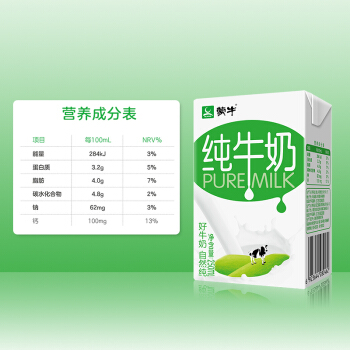 营养成分表
项目 每100mL NRV%
能量 284kJ 3%
蛋白质 3.2g 5%
脂肪 4.0g 7%
碳水化合物 4.8g 2%
钠 62mg 3%
钙 100mg 13%
蒙牛
纯牛奶
PURE MILK
好牛奶 自然纯